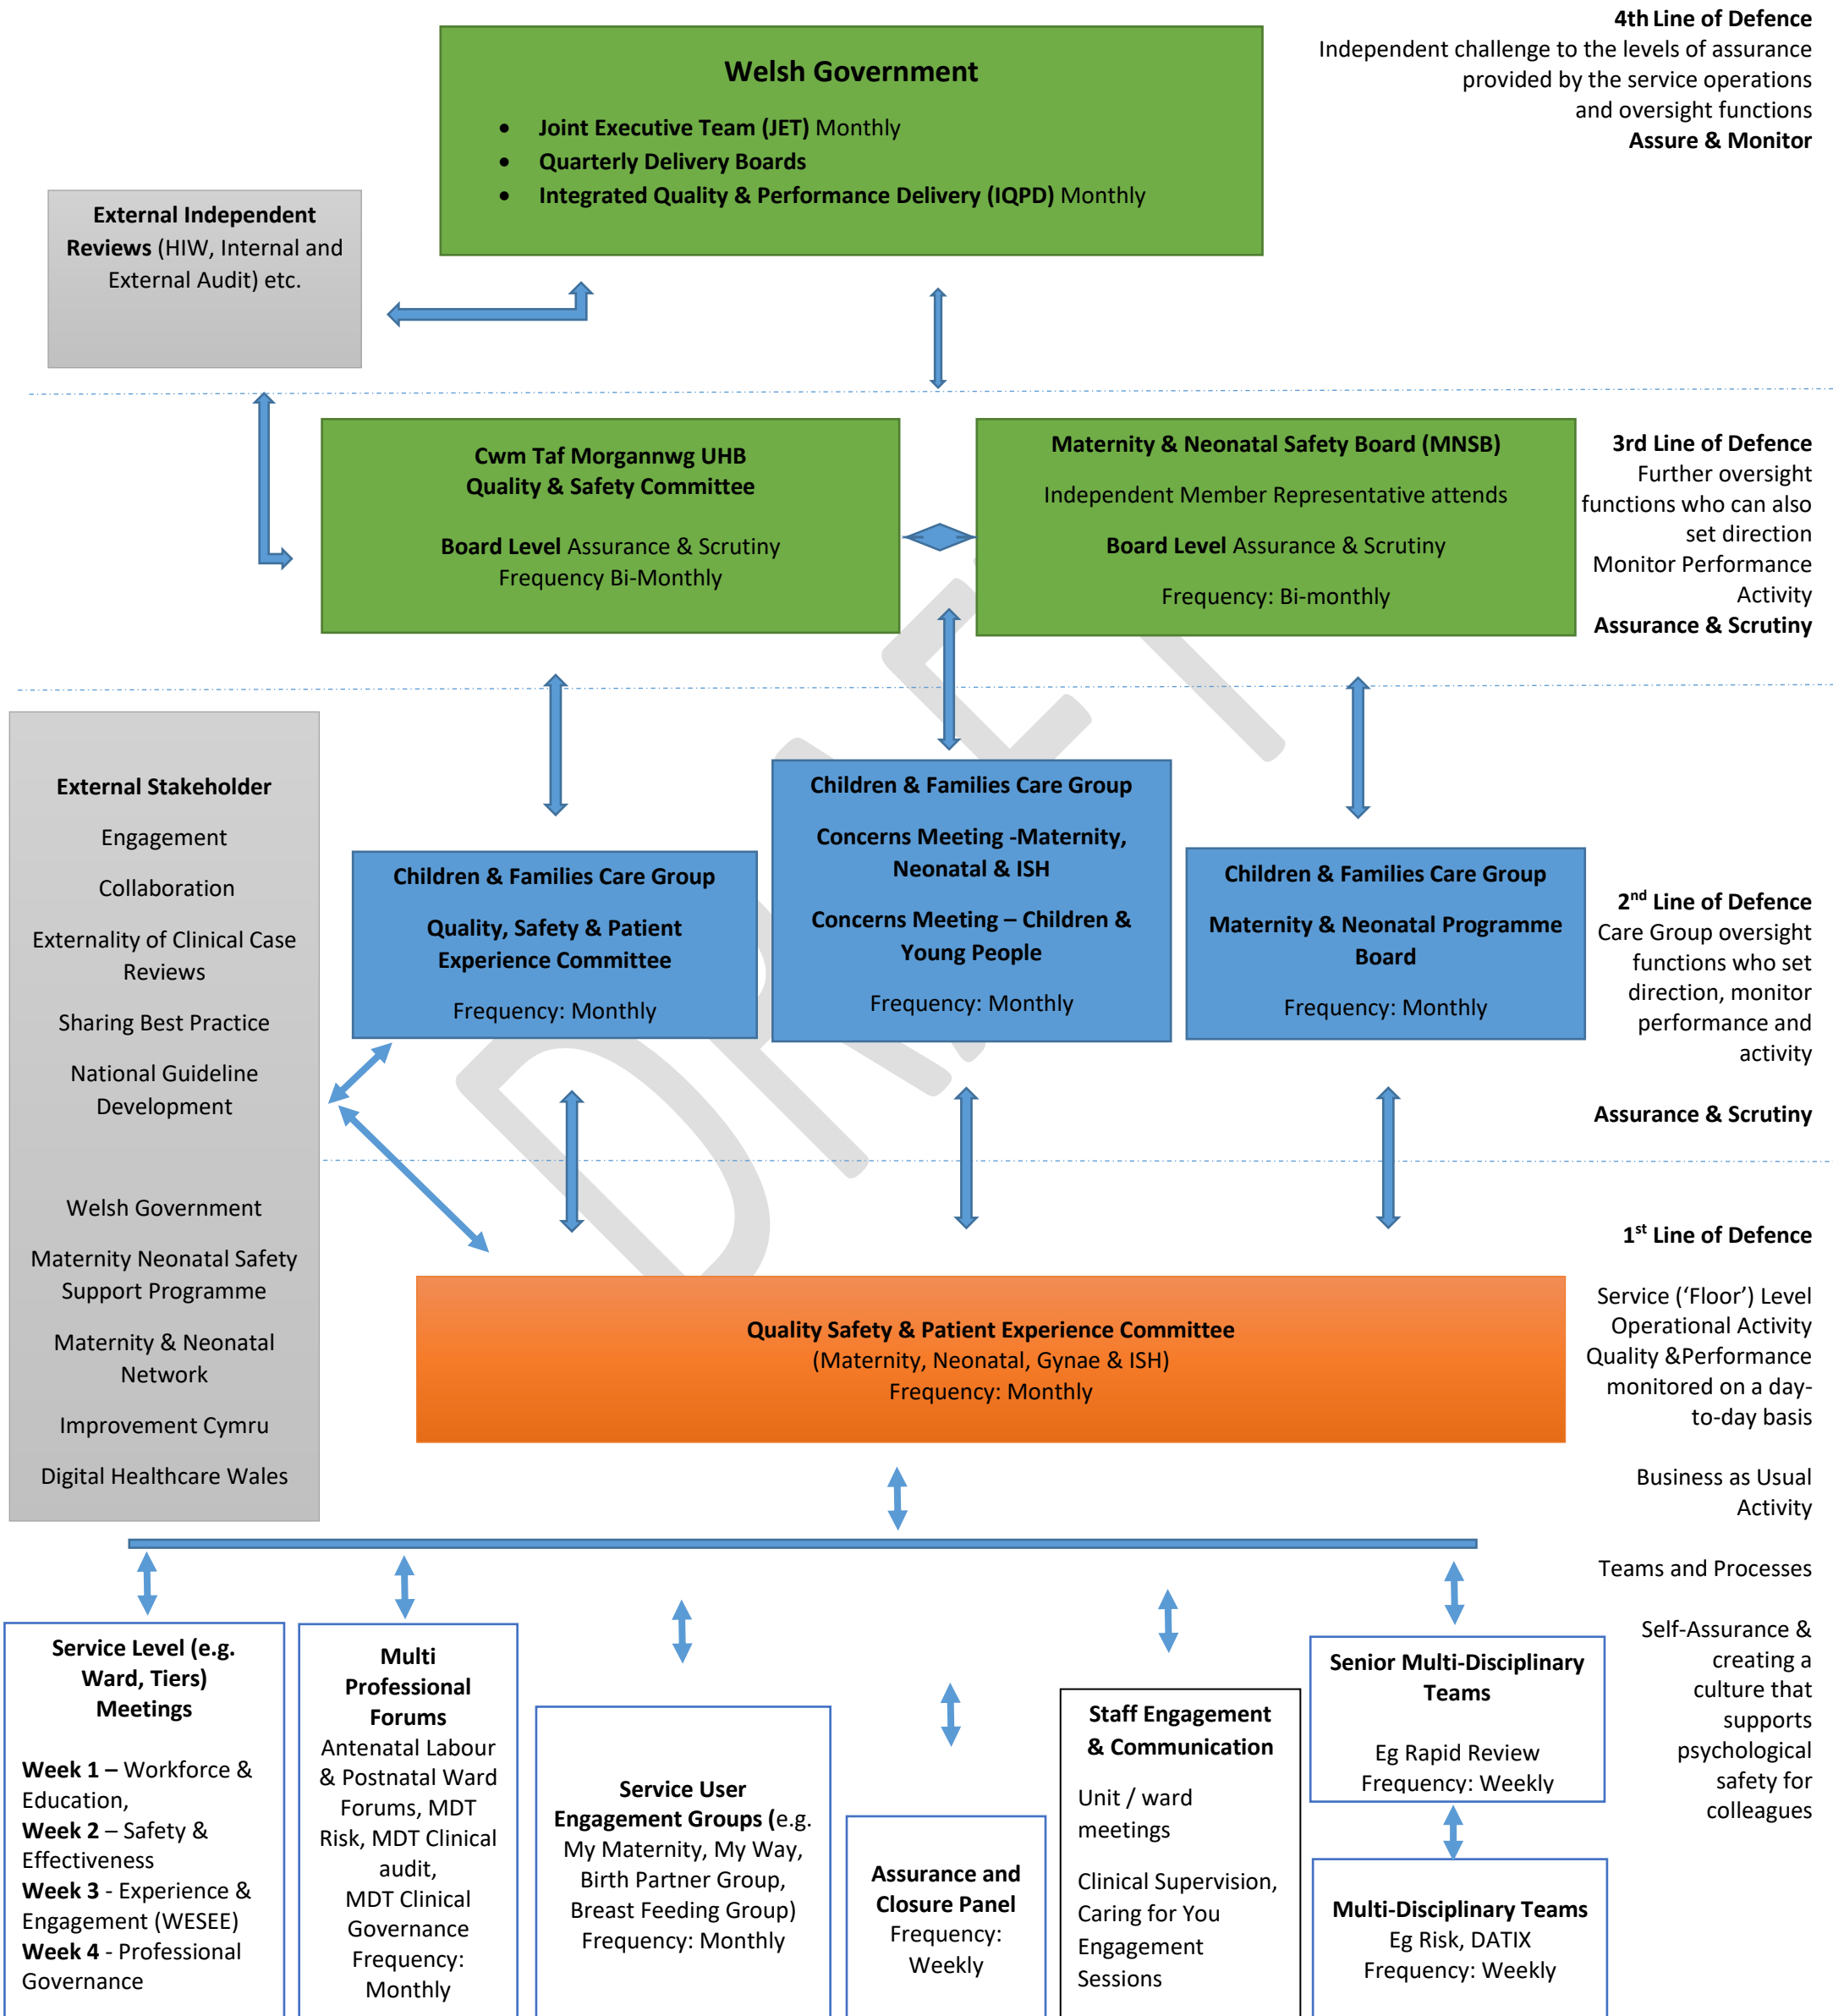 4th Line of Defence
Independent challenge to the levels of assurance
provided by the service operations
and oversight functions
Assure & Monitor
Welsh Government
• Joint Executive Team (JET) Monthly
• Quarterly Delivery Boards
• Integrated Quality & Performance Delivery (IQPD) Monthly
External Independent
Reviews (HIW, Internal and
External Audit) etc.
Cwm Taf Morgannwg UHB
Quality & Safety Committee
Board Level Assurance & Scrutiny
Frequency Bi-Monthly
Maternity & Neonatal Safety Board (MNSB)
Independent Member Representative attends
Board Level Assurance & Scrutiny
Frequency: Bi-monthly
3rd Line of Defence
Further oversight
functions who can also
set direction
Monitor Performance
Activity
Assurance & Scrutiny
External Stakeholder
Engagement
Collaboration
Externality of Clinical Case
Reviews
Sharing Best Practice
National Guideline
Development
Welsh Government
Maternity Neonatal Safety
Support Programme
Maternity & Neonatal
Network
Improvement Cymru
Digital Healthcare Wales
Children & Families Care Group
Quality, Safety & Patient
Experience Committee
Frequency: Monthly
Children & Families Care Group
Concerns Meeting -Maternity,
Neonatal & ISH
Concerns Meeting – Children &
Young People
Frequency: Monthly
Children & Families Care Group
Maternity & Neonatal Programme
Board
Frequency: Monthly
2nd Line of Defence
Care Group oversight
functions who set
direction, monitor
performance and
activity
Assurance & Scrutiny
DRAFT
Quality Safety & Patient Experience Committee
(Maternity, Neonatal, Gynae & ISH)
Frequency: Monthly
1st Line of Defence
Service (‘Floor’) Level
Operational Activity
Quality &Performance
monitored on a day-
to-day basis
Business as Usual
Activity
Teams and Processes
Self-Assurance &
creating a
culture that
supports
psychological
safety for
colleagues
Service Level (e.g.
Ward, Tiers)
Meetings
Week 1 – Workforce &
Education,
Week 2 – Safety &
Effectiveness
Week 3 - Experience &
Engagement (WESEE)
Week 4 - Professional
Governance
Multi
Professional
Forums
Antenatal Labour
& Postnatal Ward
Forums, MDT
Risk, MDT Clinical
audit,
MDT Clinical
Governance
Frequency:
Monthly
Service User
Engagement Groups (e.g.
My Maternity, My Way,
Birth Partner Group,
Breast Feeding Group)
Frequency: Monthly
Assurance and
Closure Panel
Frequency:
Weekly
Staff Engagement
& Communication
Unit / ward
meetings
Clinical Supervision,
Caring for You
Engagement
Sessions
Senior Multi-Disciplinary
Teams
Eg Rapid Review
Frequency: Weekly
Multi-Disciplinary Teams
Eg Risk, DATIX
Frequency: Weekly